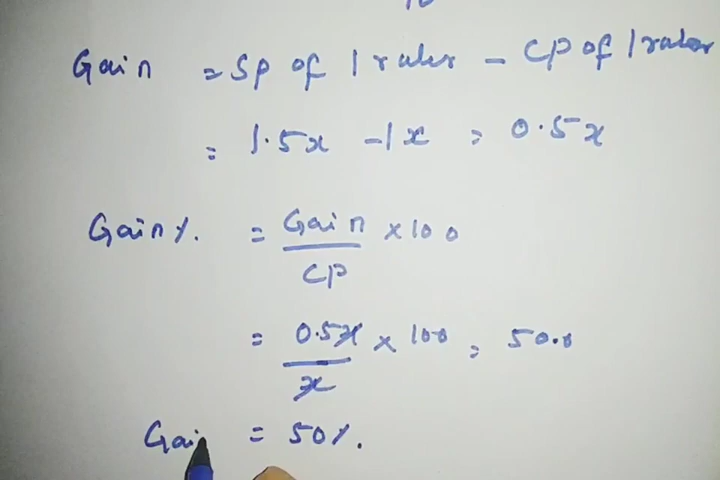 10
Gain = Sp of 1 ruler - CP of 1 ruler
= 1.5x - 1x = 0.5x
Gain%. = Gain / CP × 100
= 0.5x / x × 100 = 50.0
Gai = 50%.